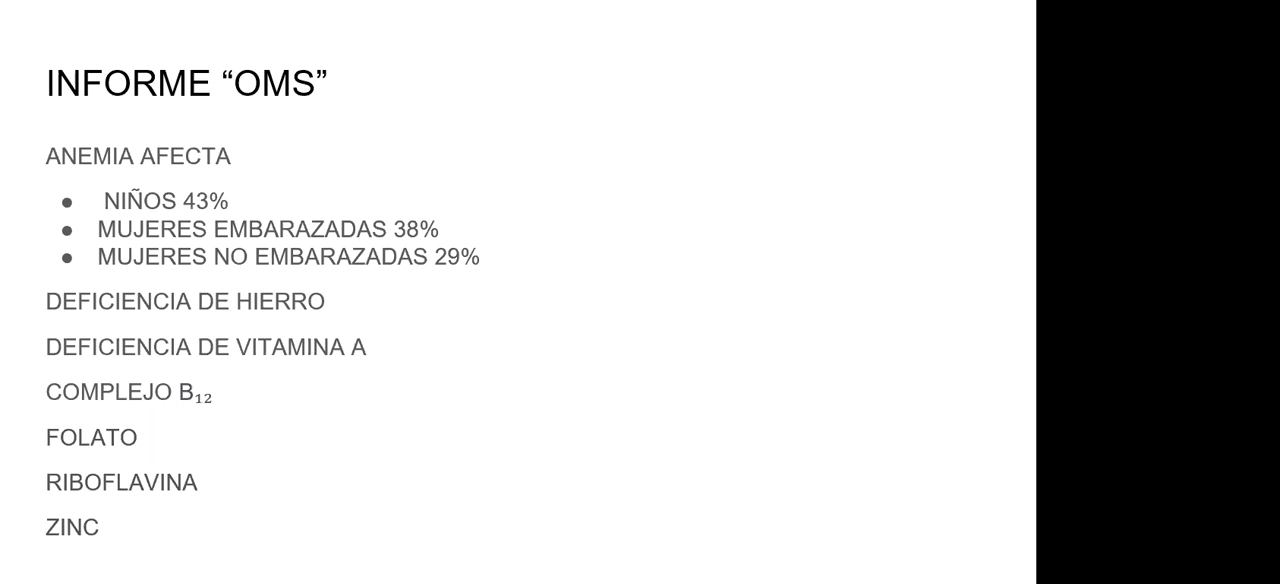 INFORME “OMS”
ANEMIA AFECTA
● NIÑOS 43%
● MUJERES EMBARAZADAS 38%
● MUJERES NO EMBARAZADAS 29%
DEFICIENCIA DE HIERRO
DEFICIENCIA DE VITAMINA A
COMPLEJO B₁₂
FOLATO
RIBOFLAVINA
ZINC